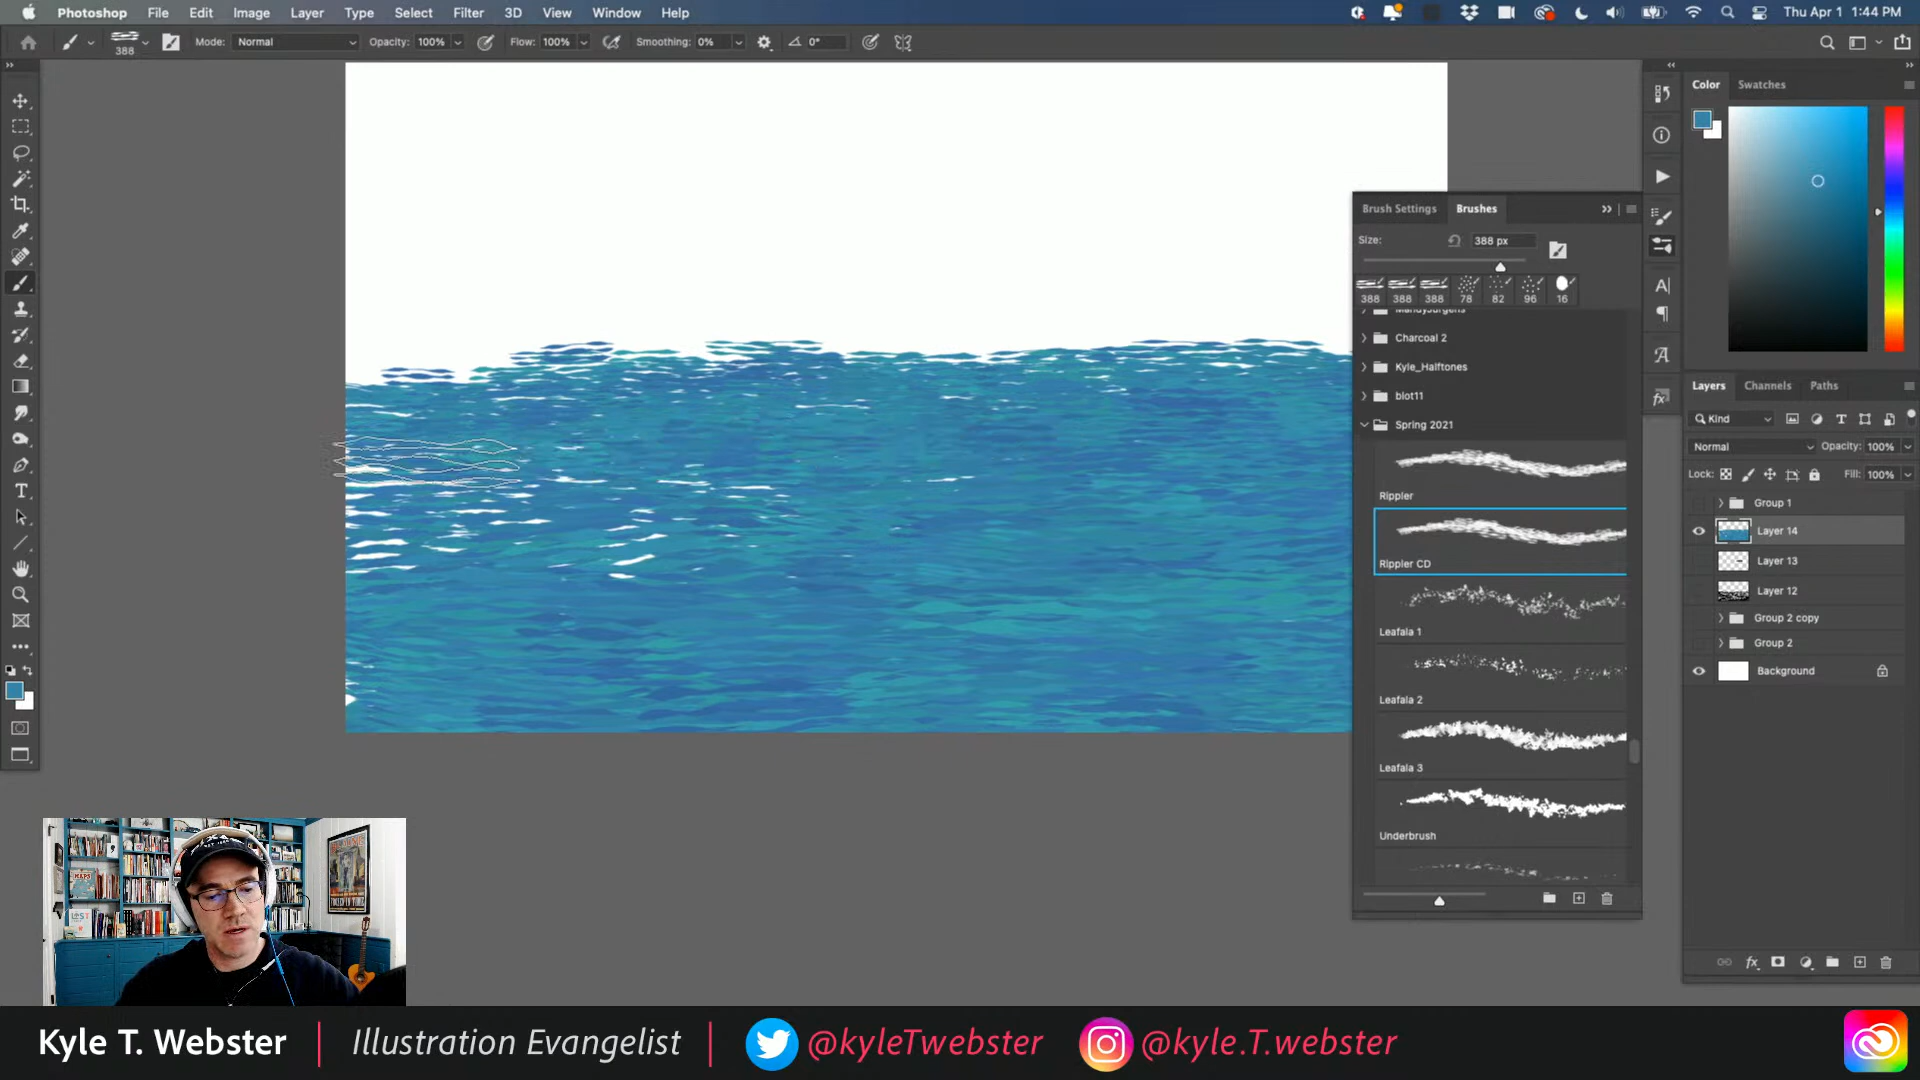 Photoshop File Edit Image Layer Type Select Filter 3D View Window Help Thu Apr 1 1:44 PM
388 Mode: Normal Opacity: 100% Flow: 100% Smoothing: 0% 0°
Color Swatches
Brush Settings Brushes
Size: 388 px
388 388 388 78 82 96 16
MandyJurgens
Charcoal 2
Kyle_Halftones
blot11
Spring 2021
Rippler
Rippler CD
Leafala 1
Leafala 2
Leafala 3
Underbrush
Layers Channels Paths
Kind
Normal Opacity: 100%
Lock: Fill: 100%
Group 1
Layer 14
Layer 13
Layer 12
Group 2 copy
Group 2
Background
Kyle T. Webster | Illustration Evangelist | @kyleTwebster @kyle.T.webster